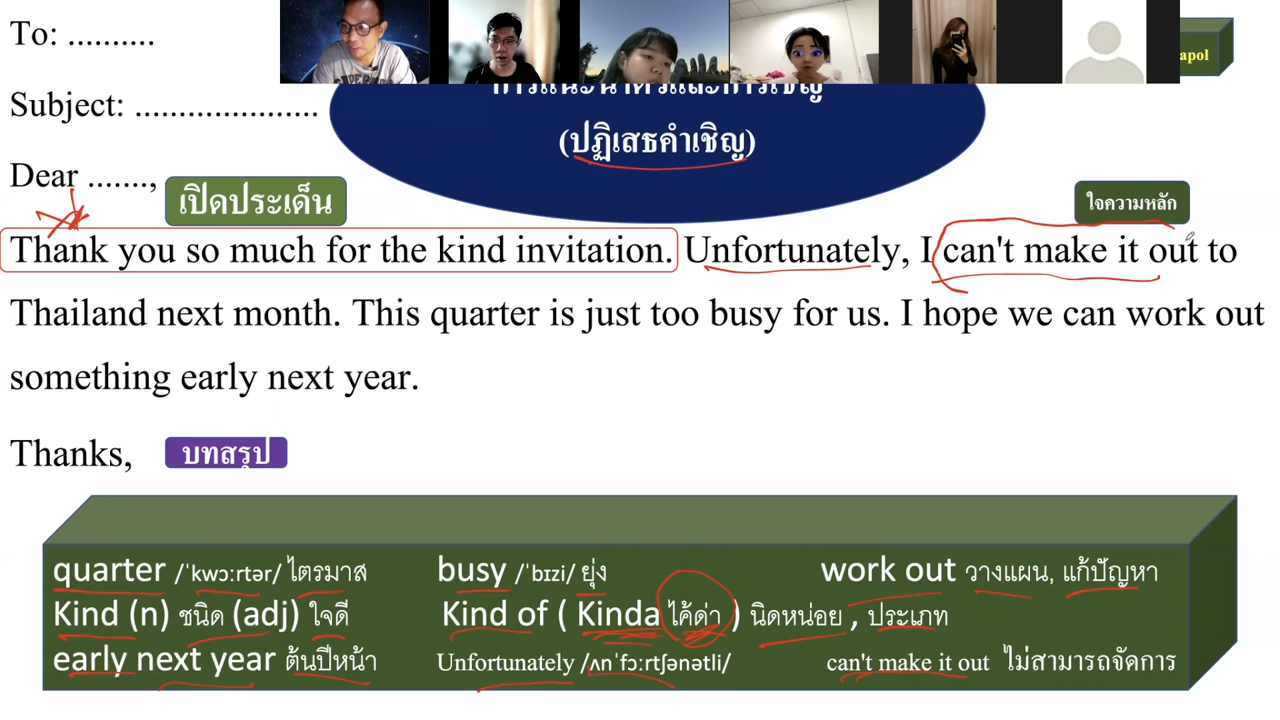 To: ..........
apol
Subject: .....................
(ปฏิเสธคำเชิญ)
Dear .......,
เปิดประเด็น
ใจความหลัก
Thank you so much for the kind invitation. Unfortunately, I can't make it out to
Thailand next month. This quarter is just too busy for us. I hope we can work out
something early next year.
Thanks,
บทสรุป
quarter /ˈkwɔːrtər/ ไตรมาส busy /ˈbɪzi/ ยุ่ง work out วางแผน, แก้ปัญหา
Kind (n) ชนิด (adj) ใจดี Kind of ( Kinda ไค้ด่า ) นิดหน่อย , ประเภท
early next year ต้นปีหน้า Unfortunately /ʌnˈfɔːrtʃənətli/ can't make it out ไม่สามารถจัดการ